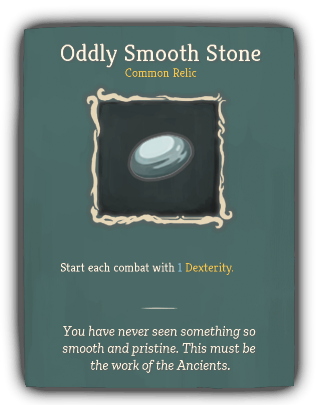 Oddly Smooth Stone
Common Relic
Start each combat with 1 Dexterity.
You have never seen something so
smooth and pristine. This must be
the work of the Ancients.